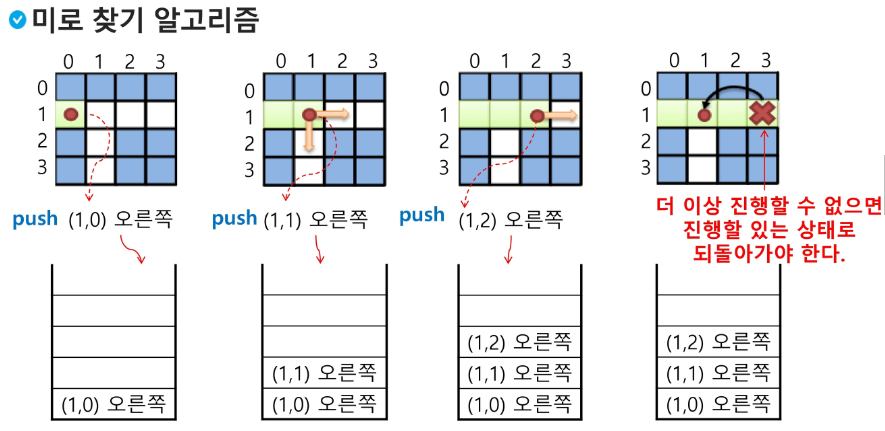 미로 찾기 알고리즘
0 1 2 3
0
1
2
3
push (1,0) 오른쪽
(1,0) 오른쪽
0 1 2 3
0
1
2
3
push (1,1) 오른쪽
(1,1) 오른쪽
(1,0) 오른쪽
0 1 2 3
0
1
2
3
push (1,2) 오른쪽
(1,2) 오른쪽
(1,1) 오른쪽
(1,0) 오른쪽
0 1 2 3
0
1
2
3
더 이상 진행할 수 없으면
진행할 있는 상태로
되돌아가야 한다.
(1,2) 오른쪽
(1,1) 오른쪽
(1,0) 오른쪽